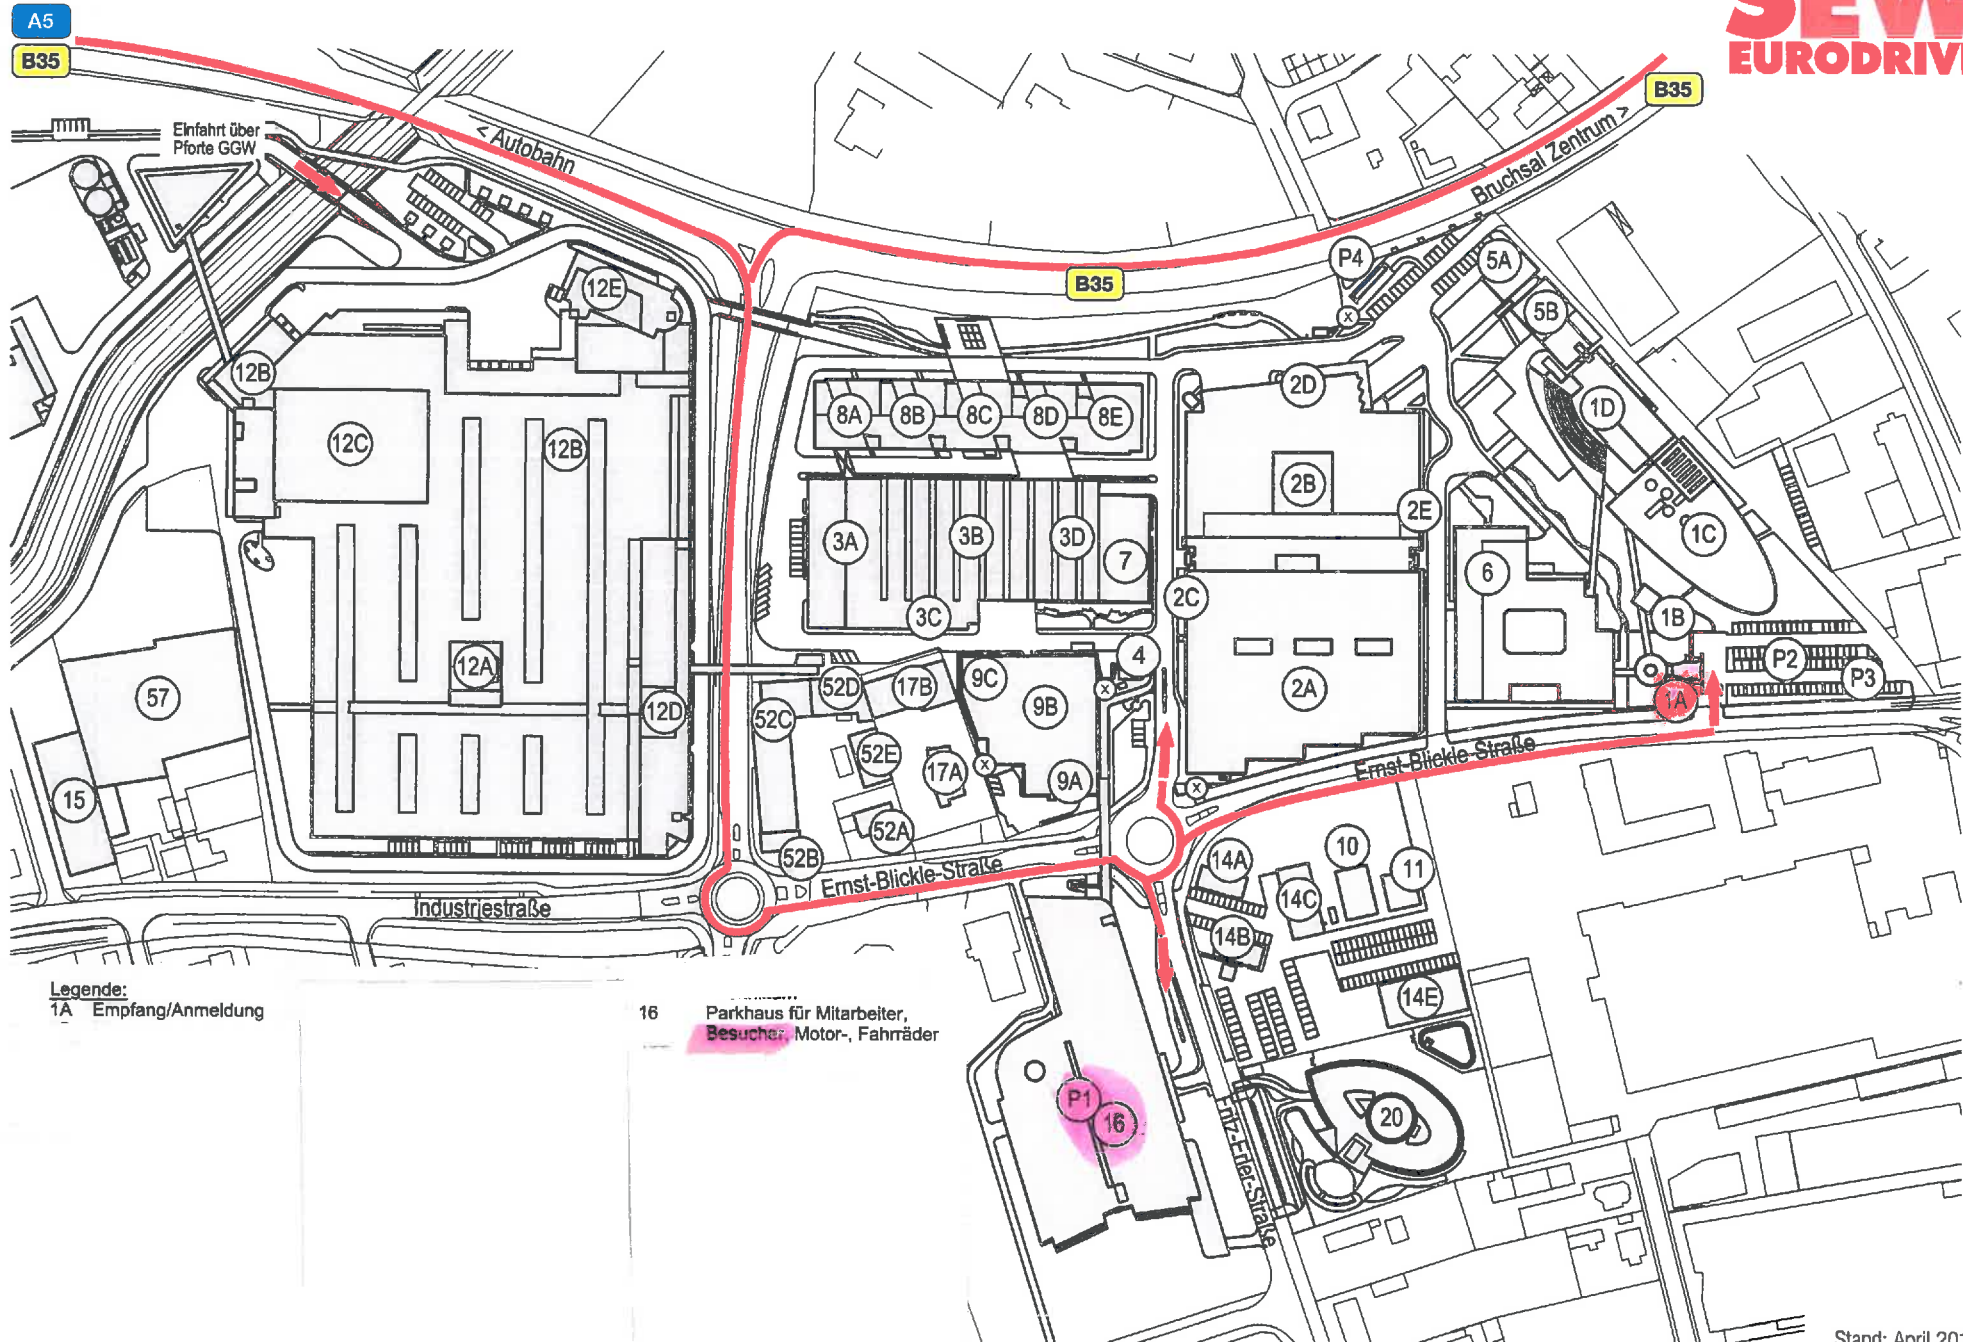 A5
B35
SEW
EURODRIVE
B35
Einfahrt über
Pforte GGW
< Autobahn
Bruchsal Zentrum >
B35
P4
5A
5B
12E
12B
12C
12B
8A
8B
8C
8D
8E
2D
1D
2B
2E
3A
3B
3D
7
1C
6
2C
3C
1B
4
P2
P3
57
12A
12D
52D
17B
9C
9B
2A
1A
52C
52E
17A
9A
Ernst-Blickle-Straße
15
52A
52B
Ernst-Blickle-Straße
14A
10
11
14C
Industriestraße
14B
14E
Legende:
1A Empfang/Anmeldung
16 Parkhaus für Mitarbeiter,
Besucher, Motor-, Fahrräder
P1
16
20
Fritz-Erler-Straße
Stand: April 20
x
x
x
x